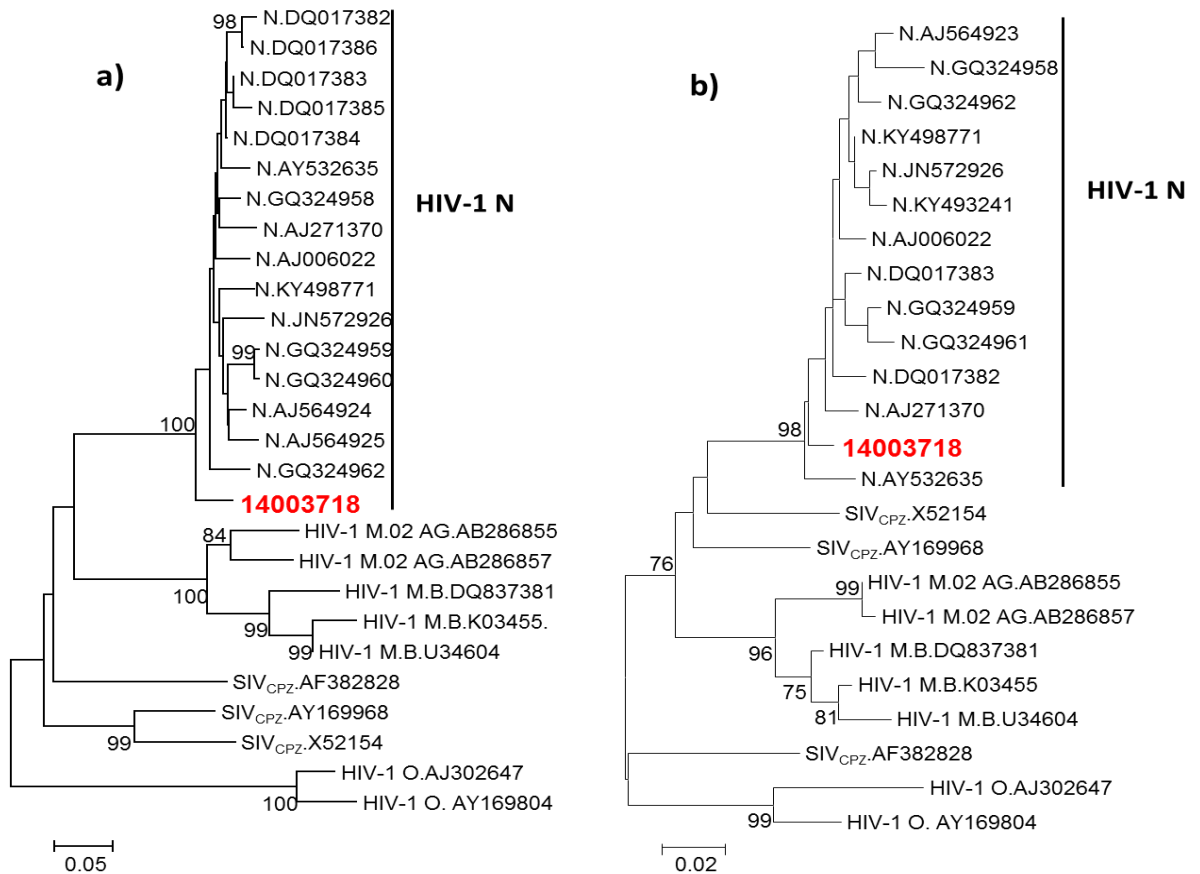 a)
98
N.DQ017382
N.DQ017386
N.DQ017383
N.DQ017385
N.DQ017384
N.AY532635
N.GQ324958
N.AJ271370
N.AJ006022
N.KY498771
N.JN572926
99
N.GQ324959
N.GQ324960
N.AJ564924
100
N.AJ564925
N.GQ324962
14003718
HIV-1 N
84
HIV-1 M.02 AG.AB286855
HIV-1 M.02 AG.AB286857
100
HIV-1 M.B.DQ837381
HIV-1 M.B.K03455.
99
99
HIV-1 M.B.U34604
SIVCPZ.AF382828
SIVCPZ.AY169968
99
SIVCPZ.X52154
HIV-1 O.AJ302647
100
HIV-1 O. AY169804
0.05
b)
N.AJ564923
N.GQ324958
N.GQ324962
N.KY498771
N.JN572926
N.KY493241
N.AJ006022
N.DQ017383
N.GQ324959
N.GQ324961
N.DQ017382
N.AJ271370
98
14003718
N.AY532635
HIV-1 N
SIVCPZ.X52154
SIVCPZ.AY169968
76
99
HIV-1 M.02 AG.AB286855
HIV-1 M.02 AG.AB286857
96
HIV-1 M.B.DQ837381
75
HIV-1 M.B.K03455
81
HIV-1 M.B.U34604
SIVCPZ.AF382828
HIV-1 O.AJ302647
99
HIV-1 O. AY169804
0.02